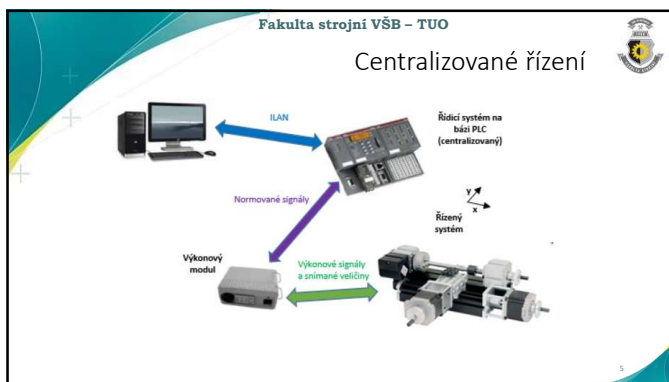 Fakulta strojní VŠB – TUO
Centralizované řízení
ILAN
Řídicí systém na
bázi PLC
(centralizovaný)
Normované signály
y
x
Řízený
systém
Výkonový
modul
Výkonové signály
a snímané veličiny
5